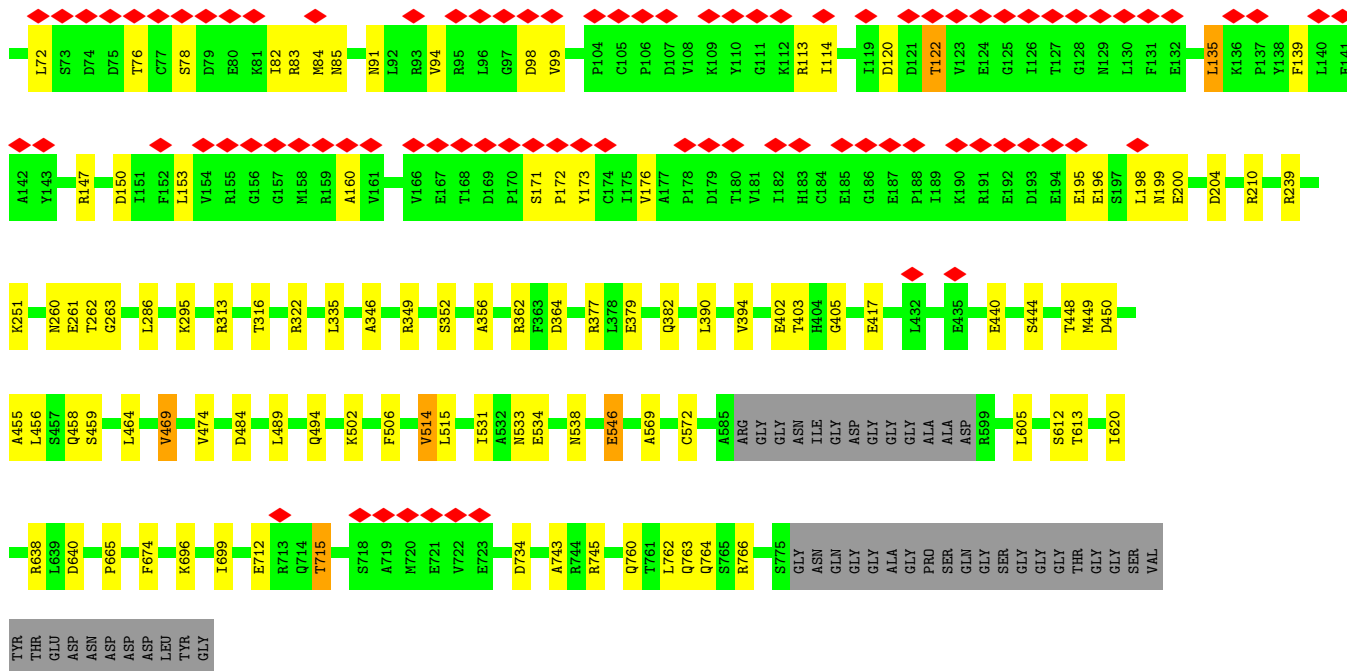 L72 S73 D74 D75 T76 C77 S78 D79 E80 K81 I82 R83 M84 N85 N91 L92 R93 V94 R95 L96 G97 D98 V99 P104 C105 P106 D107 V108 K109 Y110 G111 K112 R113 I114 I119 D120 D121 T122 V123 E124 G125 I126 T127 G128 N129 L130 F131 E132 L135 K136 P137 Y138 F139 L140 E141
A142 Y143 R147 D150 I151 F152 L153 V154 R155 G156 G157 M158 R159 A160 V161 V166 E167 T168 D169 P170 S171 P172 Y173 C174 I175 V176 A177 P178 D179 T180 V181 I182 H183 C184 E185 G186 E187 P188 I189 K190 R191 E192 D193 E194 E195 E196 S197 L198 N199 E200 D204 R210 R239
K251 N260 E261 T262 G263 L286 K295 R313 T316 R322 L335 A346 R349 S352 A356 R362 F363 D364 R377 L378 E379 Q382 L390 V394 E402 T403 H404 G405 E417 L432 E435 E440 S444 T448 M449 D450
A455 L456 S457 Q458 S459 L464 V469 V474 D484 L489 Q494 K502 F506 V514 L515 I531 A532 N533 E534 N538 E546 A569 C572 A585 ARG GLY GLY ASN ILE GLY ASP GLY GLY GLY ALA ALA ASP R599 L605 S612 T613 I620
R638 L639 D640 P665 F674 K696 I699 E712 R713 Q714 T715 S718 A719 M720 E721 V722 E723 D734 A743 R744 R745 Q760 T761 L762 Q763 Q764 S765 R766 S775 GLY ASN GLN GLY GLY ALA GLY PRO SER GLN GLY SER GLY GLY GLY THR GLY GLY SER VAL
TYR THR GLU ASP ASN ASP ASP ASP LEU TYR GLY